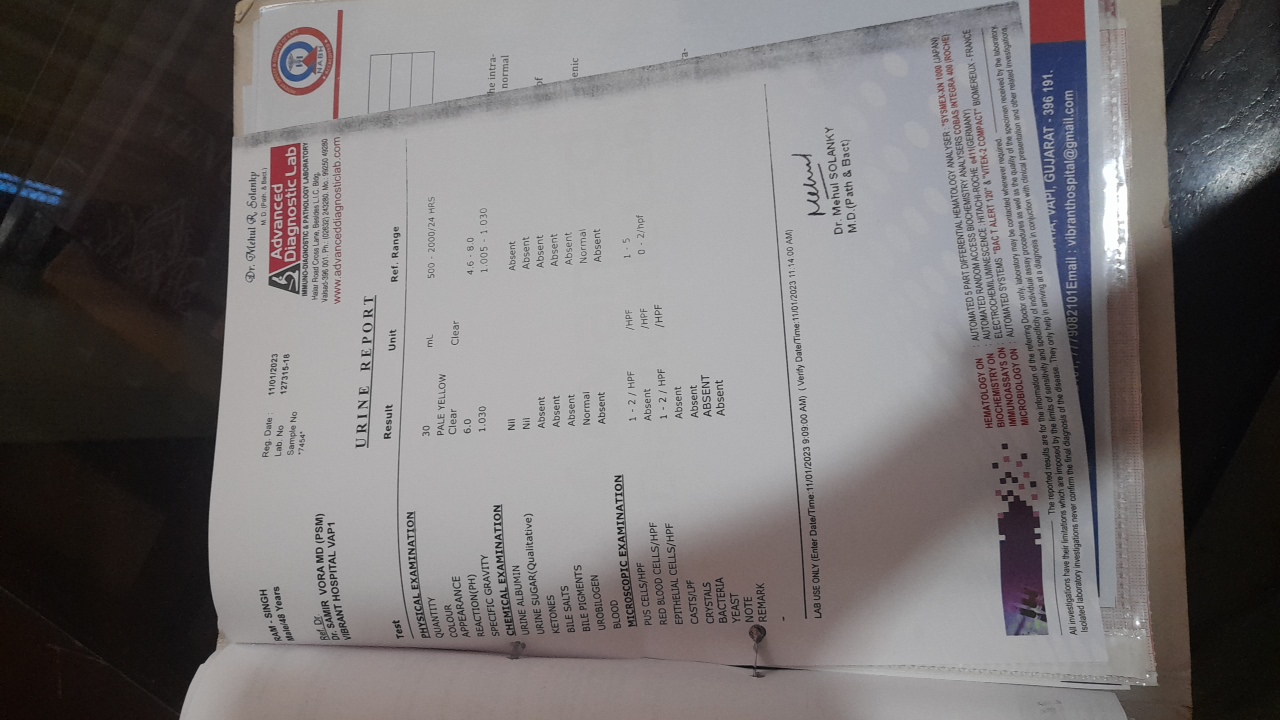 RAM - SINGH
Male/48 Years
Ref. Dr.
Dr. SAMIR VORA MD (PSM)
VIBRANT HOSPITAL VAP1
Reg. Date : 11/01/2023
Lab. No 127315-18
Sample No
"7454"
Dr. Mehul R. Solanky
M. D. (Path. & Bact.)
Advanced
Diagnostic Lab
IMMUNO-DIAGNOSTIC & PATHOLOGY LABORATORY
Halar Road Cross Lane, Besides L.I.C. Bldg.
Valsad-396 001. Ph.: (02632) 243280. Mo.: 99250 49280
www.advanceddiagnosticlab.com
NABH
URINE REPORT
Test Result Unit Ref. Range
PHYSICAL EXAMINATION
QUANTITY 30 mL 500 - 2000/24 HRS
COLOUR PALE YELLOW
APPEARANCE Clear Clear
REACTION(PH) 6.0 4.6 - 8.0
SPECIFIC GRAVITY 1.030 1.005 - 1.030
CHEMICAL EXAMINATION
URINE ALBUMIN Nil Absent
URINE SUGAR(Qualitative) Nil Absent
KETONES Absent Absent
BILE SALTS Absent Absent
BILE PIGMENTS Absent Absent
UROBILOGEN Normal Normal
BLOOD Absent Absent
MICROSCOPIC EXAMINATION
PUS CELLS/HPF 1 - 2 / HPF /HPF 1 - 5
RED BLOOD CELLS/HPF Absent /HPF 0 - 2/hpf
EPITHELIAL CELLS/HPF 1 - 2 / HPF /HPF
CASTS/LPF Absent
CRYSTALS Absent
BACTERIA ABSENT
YEAST Absent
NOTE
REMARK
-
LAB USE ONLY (Enter Date/Time:11/01/2023 9:09:00 AM) ( Verify Date/Time:11/01/2023 11:14:00 AM)
Mehul
Dr. Mehul SOLANKY
M.D.(Path & Bact)
HEMATOLOGY ON : AUTOMATED 5 PART DIFFERENTIAL HEMATOLOGY ANALYSER : "SYSMEX-XN 1000 (JAPAN)
BIOCHEMISTRY ON : AUTOMATED RANDOM ACCESS BIOCHEMISTRY ANALYSERS COBAS INTEGRA 400 (ROCHE)
IMMUNOASSAYS ON : ELECTROCHEMILUMINESCENCE : HITACHI-ROCHE e411(GERMANY)
MICROBIOLOGY ON : AUTOMATED SYSTEMS "BAC T ALERT 120" & "VITEK-2 COMPACT" BIOMEREIUX - FRANCE
The reported results are for the information of the referring Doctor only, laboratory may be contacted whenever required.
All investigations have their limitations which are imposed by the limits of sensitivity and specificity of individual assay procedures as well as the quality of the specimen received by the laboratory.
Isolated laboratory investigations never confirm the final diagnosis of the disease. They only help in arriving at a diagnosis in conjuction with clinical presentation and other related investigations.
he intra-
normal
of
enic
ra-
VAPI, GUJARAT - 396 191.
79082101Email : vibranthospital@gmail.com